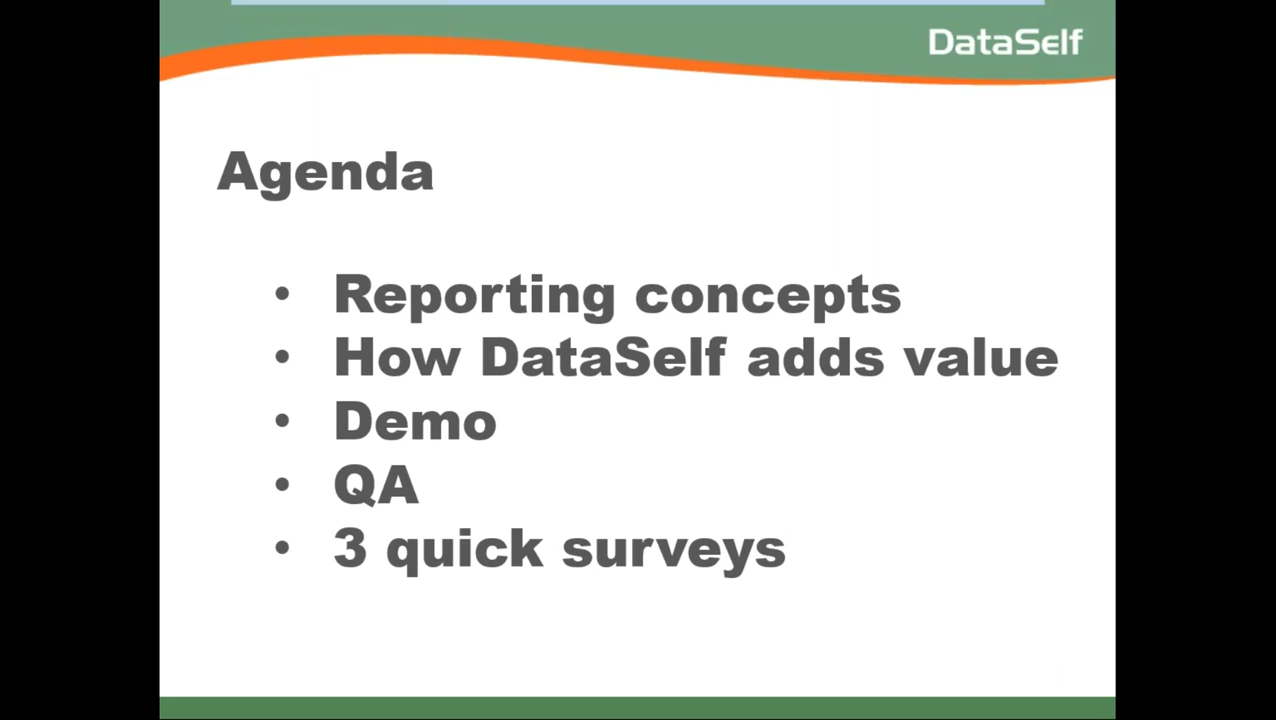 DataSelf
Agenda
• Reporting concepts
• How DataSelf adds value
• Demo
• QA
• 3 quick surveys